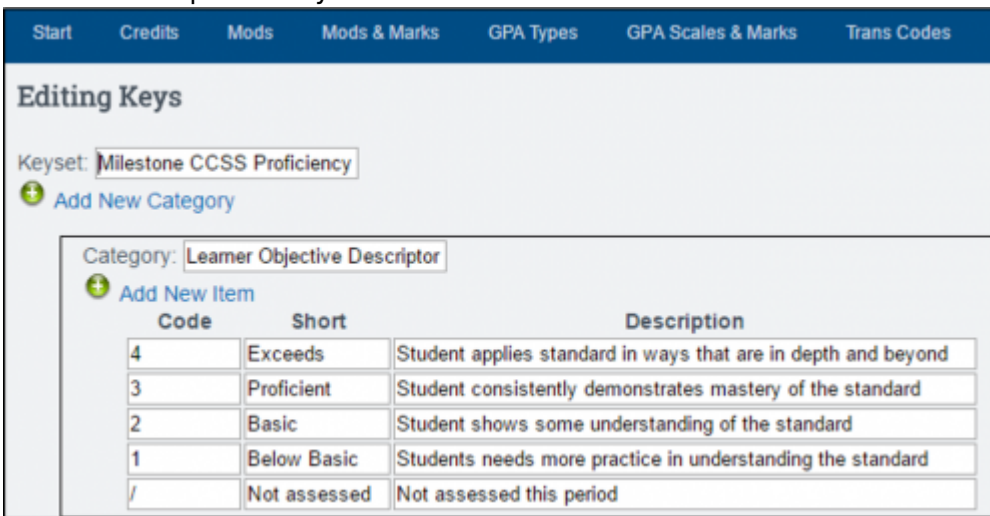 Start Credits Mods Mods & Marks GPA Types GPA Scales & Marks Trans Codes
Editing Keys
Keyset: Milestone CCSS Proficiency
Add New Category
Category: Learner Objective Descriptor
Add New Item
Code Short Description
4 Exceeds Student applies standard in ways that are in depth and beyond
3 Proficient Student consistently demonstrates mastery of the standard
2 Basic Student shows some understanding of the standard
1 Below Basic Students needs more practice in understanding the standard
/ Not assessed Not assessed this period